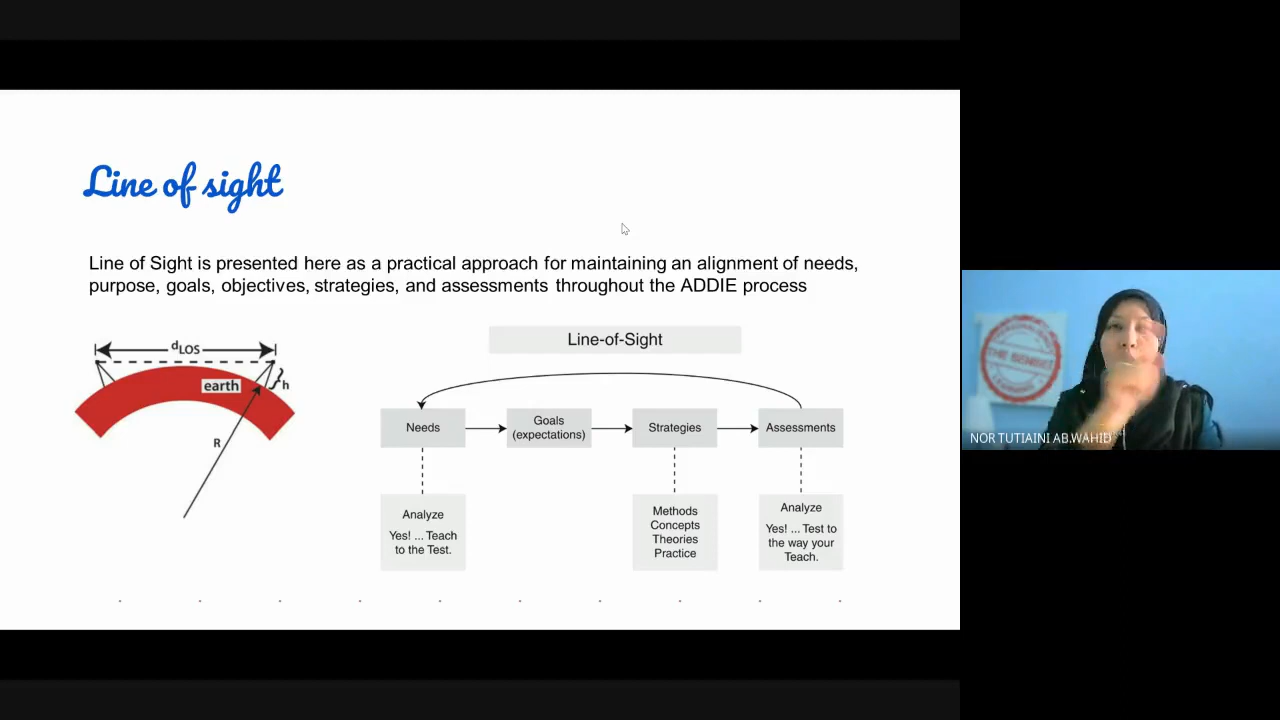 Line of sight
Line of Sight is presented here as a practical approach for maintaining an alignment of needs,
purpose, goals, objectives, strategies, and assessments throughout the ADDIE process
dLOS
earth
h
R
Line-of-Sight
Needs
Goals
(expectations)
Strategies
Assessments
Analyze
Yes! ... Teach
to the Test.
Methods
Concepts
Theories
Practice
Analyze
Yes! ... Test to
the way your
Teach.
THE BENGET
NOR TUTIAINI AB.WAHID